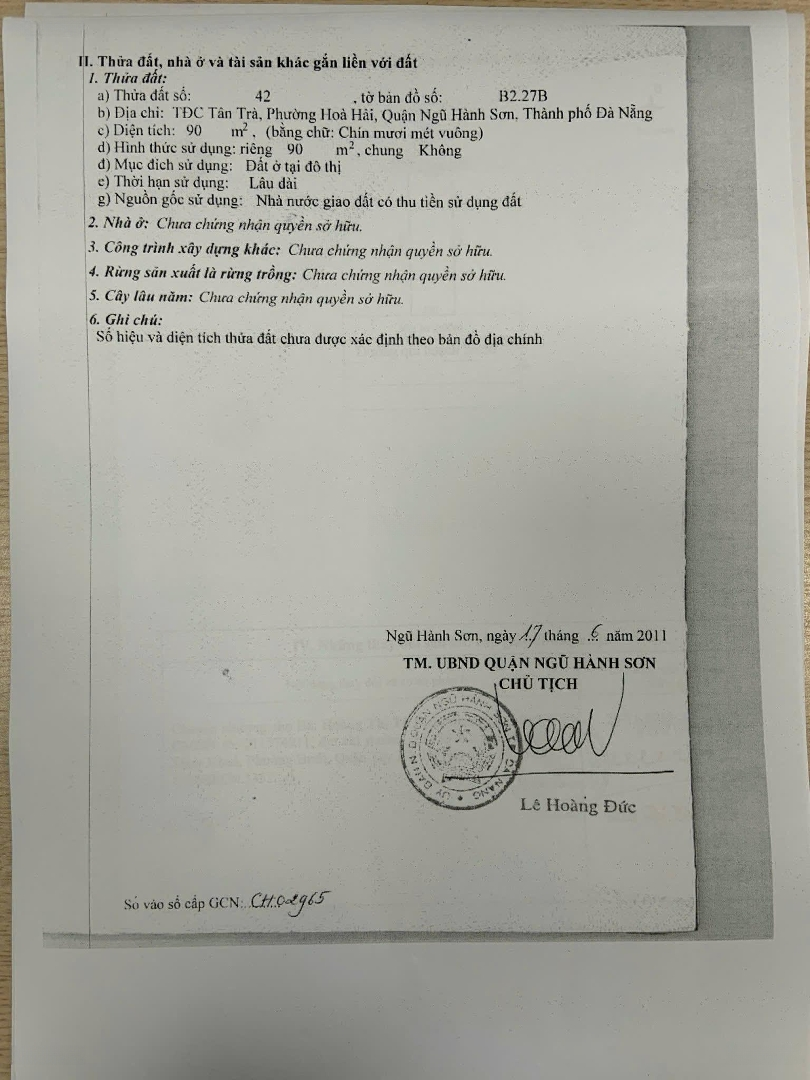 II. Thửa đất, nhà ở và tài sản khác gắn liền với đất
1. Thửa đất:
a) Thửa đất số: 42 , tờ bản đồ số: B2.27B
b) Địa chỉ: TĐC Tân Trà, Phường Hoà Hải, Quận Ngũ Hành Sơn, Thành phố Đà Nẵng
c) Diện tích: 90 m², (bằng chữ: Chín mươi mét vuông)
d) Hình thức sử dụng: riêng 90 m², chung Không
đ) Mục đích sử dụng: Đất ở tại đô thị
e) Thời hạn sử dụng: Lâu dài
g) Nguồn gốc sử dụng: Nhà nước giao đất có thu tiền sử dụng đất
2. Nhà ở: Chưa chứng nhận quyền sở hữu.
3. Công trình xây dựng khác: Chưa chứng nhận quyền sở hữu.
4. Rừng sản xuất là rừng trồng: Chưa chứng nhận quyền sở hữu.
5. Cây lâu năm: Chưa chứng nhận quyền sở hữu.
6. Ghi chú:
Số hiệu và diện tích thửa đất chưa được xác định theo bản đồ địa chính
Ngũ Hành Sơn, ngày 17 tháng 6 năm 2011
TM. UBND QUẬN NGŨ HÀNH SƠN
CHỦ TỊCH
ỦY BAN N.D QUẬN NGŨ HÀNH SƠN T.P ĐÀ NẴNG
Lê Hoàng Đức
Số vào sổ cấp GCN: CH.02965